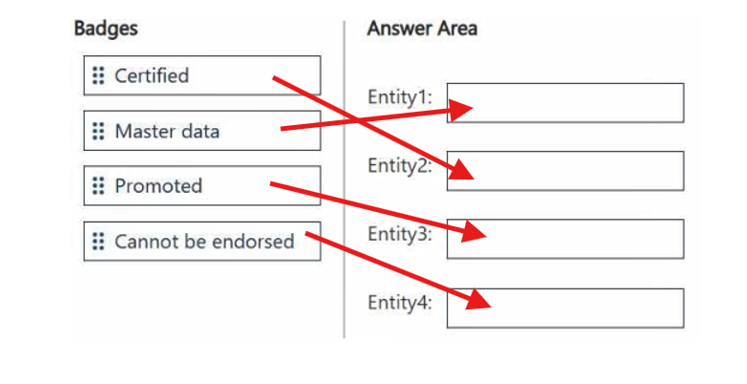 Badges
Certified
Master data
Promoted
Cannot be endorsed
Answer Area
Entity1:
Entity2:
Entity3:
Entity4: